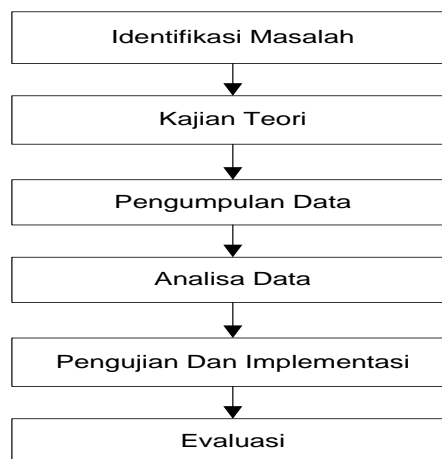 Identifikasi Masalah
Kajian Teori
Pengumpulan Data
Analisa Data
Pengujian Dan Implementasi
Evaluasi